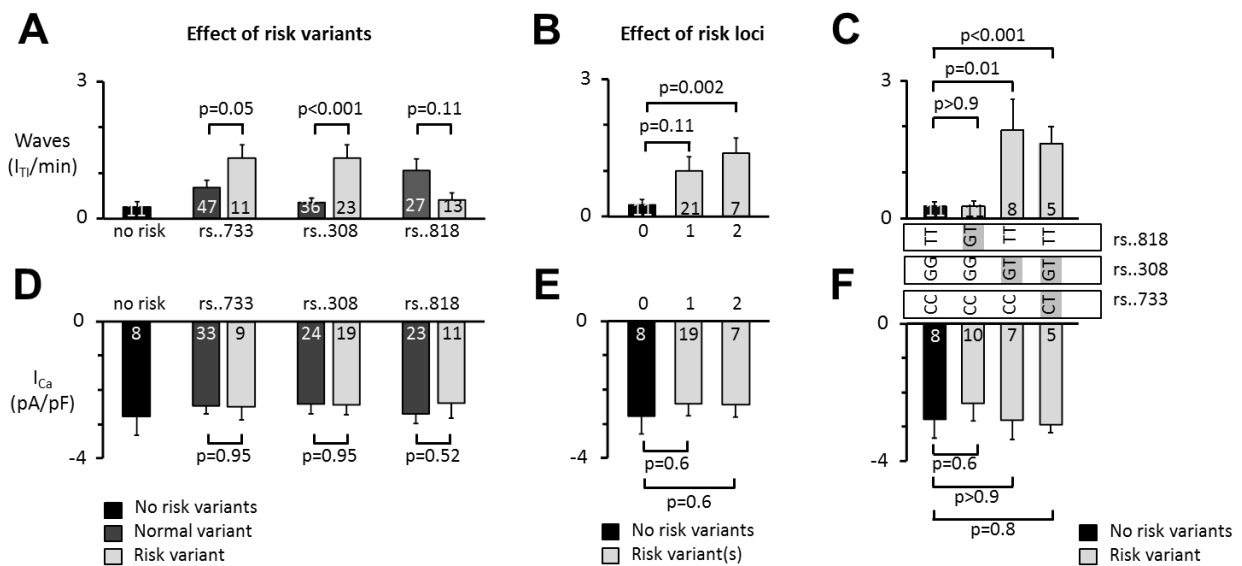 A
Effect of risk variants
3
Waves
(I_TI/min)
0
p=0.05
p<0.001
p=0.11
11
47
11
36
23
27
13
no risk
rs..733
rs..308
rs..818
B
Effect of risk loci
3
0
p=0.002
p=0.11
21
7
0
1
2
C
3
0
p<0.001
p=0.01
p>0.9
11
11
8
5
TT
GT
TT
TT
rs..818
GG
GG
GT
GT
rs..308
CC
CC
CC
CT
rs..733
D
no risk
rs..733
rs..308
rs..818
0
I_Ca
(pA/pF)
-4
8
33
9
24
19
23
11
p=0.95
p=0.95
p=0.52
No risk variants
Normal variant
Risk variant
E
0
1
2
0
-4
8
19
7
p=0.6
p=0.6
No risk variants
Risk variant(s)
F
0
-4
8
10
7
5
p=0.6
p>0.9
p=0.8
No risk variants
Risk variant